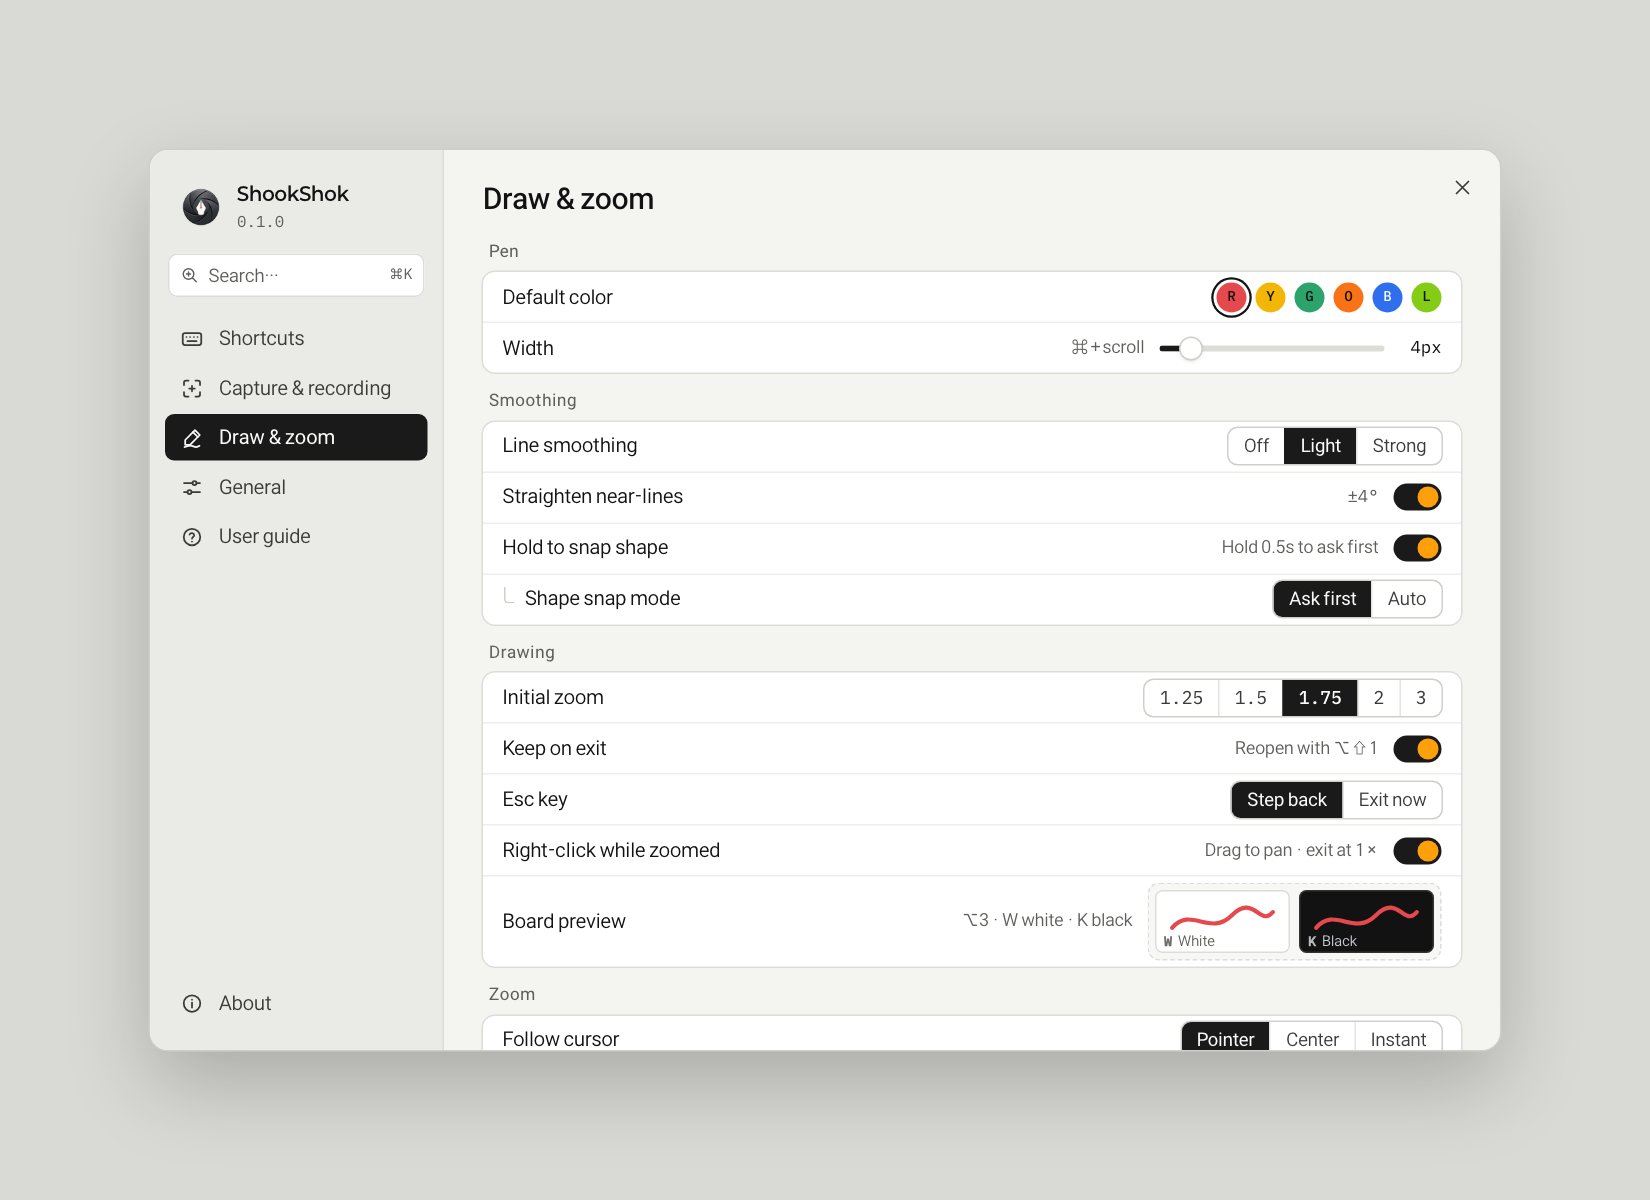 ShookShok
0.1.0
Search··· ⌘K
Shortcuts
Capture & recording
Draw & zoom
General
User guide
About
Draw & zoom
Pen
Default color R Y G O B L
Width ⌘+scroll 4px
Smoothing
Line smoothing Off Light Strong
Straighten near-lines ±4°
Hold to snap shape Hold 0.5s to ask first
Shape snap mode Ask first Auto
Drawing
Initial zoom 1.25 1.5 1.75 2 3
Keep on exit Reopen with ⌥⇧1
Esc key Step back Exit now
Right-click while zoomed Drag to pan · exit at 1×
Board preview ⌥3 · W white · K black W White K Black
Zoom
Follow cursor Pointer Center Instant